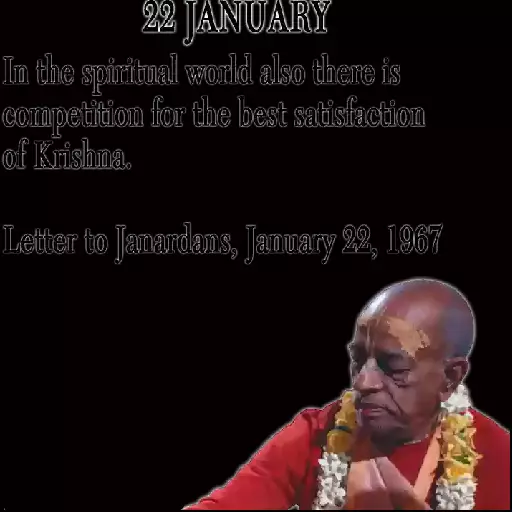 22 JANUARY
In the spiritual world also there is
competition for the best satisfaction
of Krishna.
Letter to Janardans, January 22, 1967